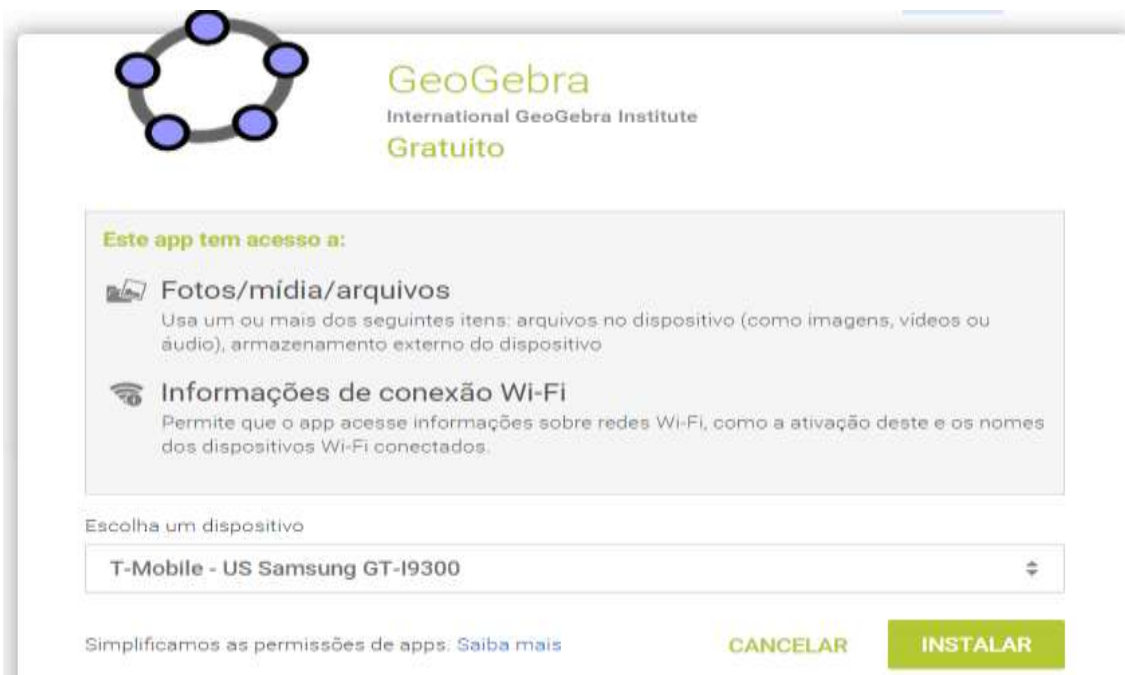 GeoGebra
International GeoGebra Institute
Gratuito
Este app tem acesso a:
Fotos/mídia/arquivos
Usa um ou mais dos seguintes itens: arquivos no dispositivo (como imagens, vídeos ou
áudio), armazenamento externo do dispositivo
Informações de conexão Wi-Fi
Permite que o app acesse informações sobre redes Wi-Fi, como a ativação deste e os nomes
dos dispositivos Wi-Fi conectados.
Escolha um dispositivo
T-Mobile - US Samsung GT-I9300
Simplificamos as permissões de apps. Saiba mais CANCELAR INSTALAR